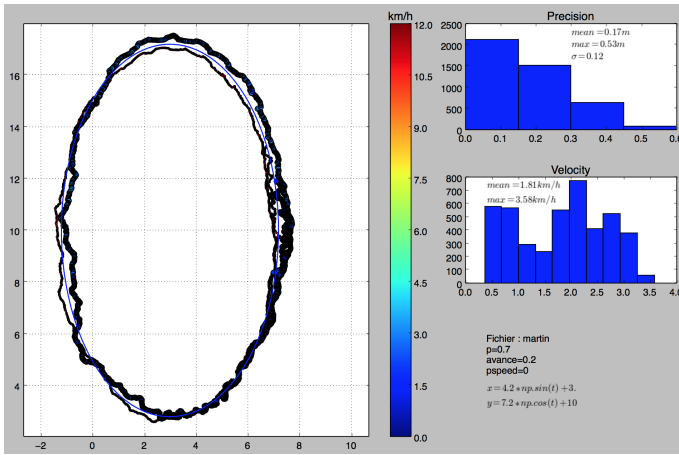 km/h
12.0
10.5
9.0
7.5
6.0
4.5
3.0
1.5
0.0
16
14
12
10
8
6
4
−2 0 2 4 6 8 10
Precision
mean = 0.17m
max = 0.53m
σ = 0.12
2500
2000
1500
1000
500
0
0.0 0.1 0.2 0.3 0.4 0.5 0.6
Velocity
mean = 1.81km/h
max = 3.58km/h
800
700
600
500
400
300
200
100
0
0.0 0.5 1.0 1.5 2.0 2.5 3.0 3.5 4.0
Fichier : martin
p=0.7
avance=0.2
pspeed=0
x = 4.2 * np.sin(t) + 3.
y = 7.2 * np.cos(t) + 10